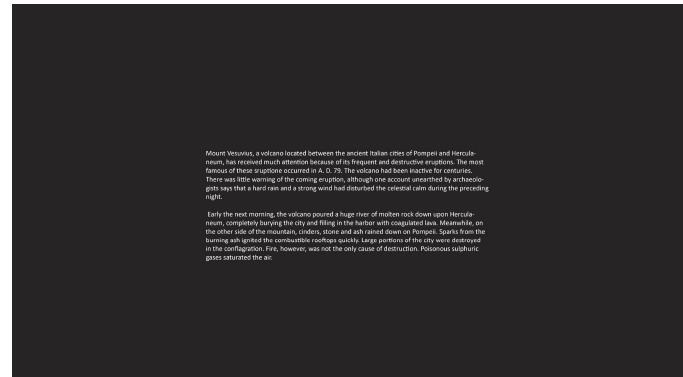 Mount Vesuvius, a volcano located between the ancient Italian cities of Pompeii and Hercula-
neum, has received much attention because of its frequent and destructive eruptions. The most
famous of these sruptione occurred in A. D. 79. The volcano had been inactive for centuries.
There was little warning of the coming eruption, although one account unearthed by archaeolo-
gists says that a hard rain and a strong wind had disturbed the celestial calm during the preceding
night.
Early the next morning, the volcano poured a huge river of molten rock down upon Hercula-
neum, completely burying the city and filling in the harbor with coagulated lava. Meanwhile, on
the other side of the mountain, cinders, stone and ash rained down on Pompeii. Sparks from the
burning ash ignited the combustible rooftops quickly. Large portions of the city were destroyed
in the conflagration. Fire, however, was not the only cause of destruction. Poisonous sulphuric
gases saturated the air.